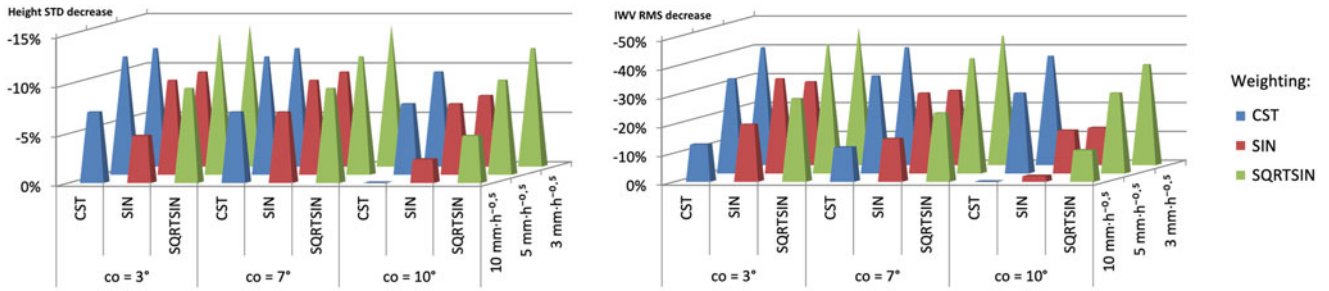 Height STD decrease
-15%
-10%
-5%
0%
CST
SIN
SQRTSIN
CST
SIN
SQRTSIN
CST
SIN
SQRTSIN
10 mm·h⁻⁰·⁵
5 mm·h⁻⁰·⁵
3 mm·h⁻⁰·⁵
co = 3°
co = 7°
co = 10°
IWV RMS decrease
-50%
-40%
-30%
-20%
-10%
0%
CST
SIN
SQRTSIN
CST
SIN
SQRTSIN
CST
SIN
SQRTSIN
10 mm·h⁻⁰·⁵
5 mm·h⁻⁰·⁵
3 mm·h⁻⁰·⁵
co = 3°
co = 7°
co = 10°
Weighting:
CST
SIN
SQRTSIN